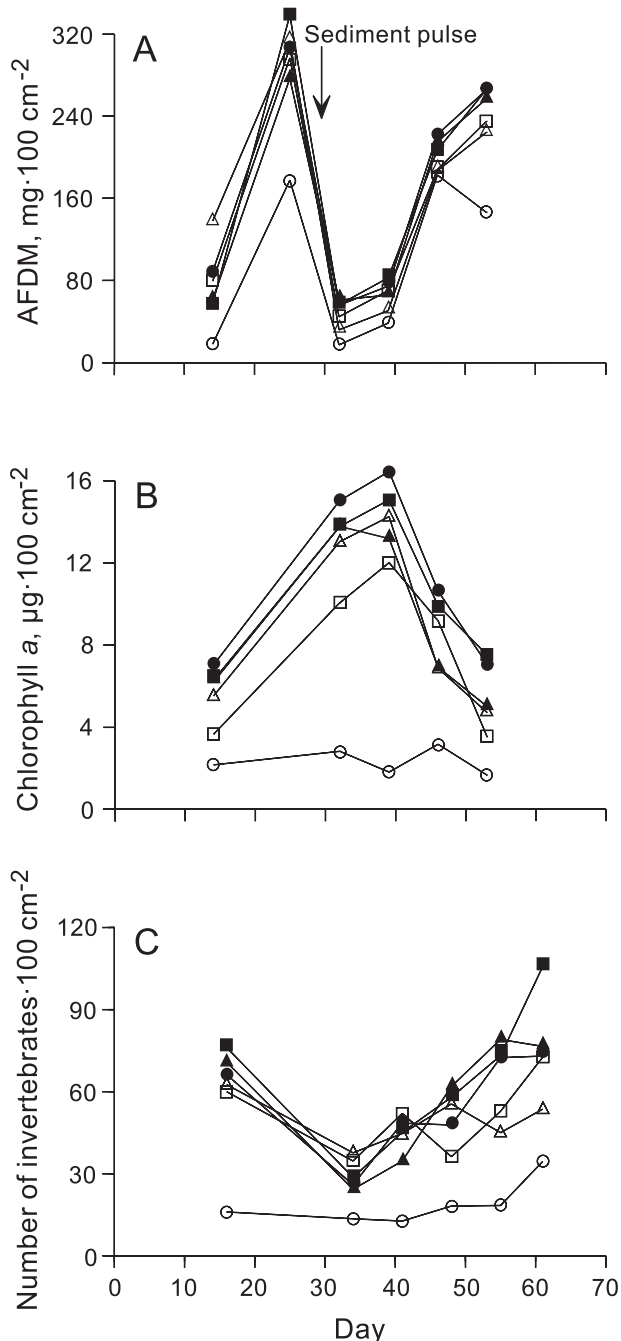 A
Sediment pulse
AFDM, mg·100 cm-2
320
240
160
80
0
B
Chlorophyll a, µg·100 cm-2
16
12
8
4
0
C
Number of invertebrates·100 cm-2
120
90
60
30
0
0 10 20 30 40 50 60 70
Day